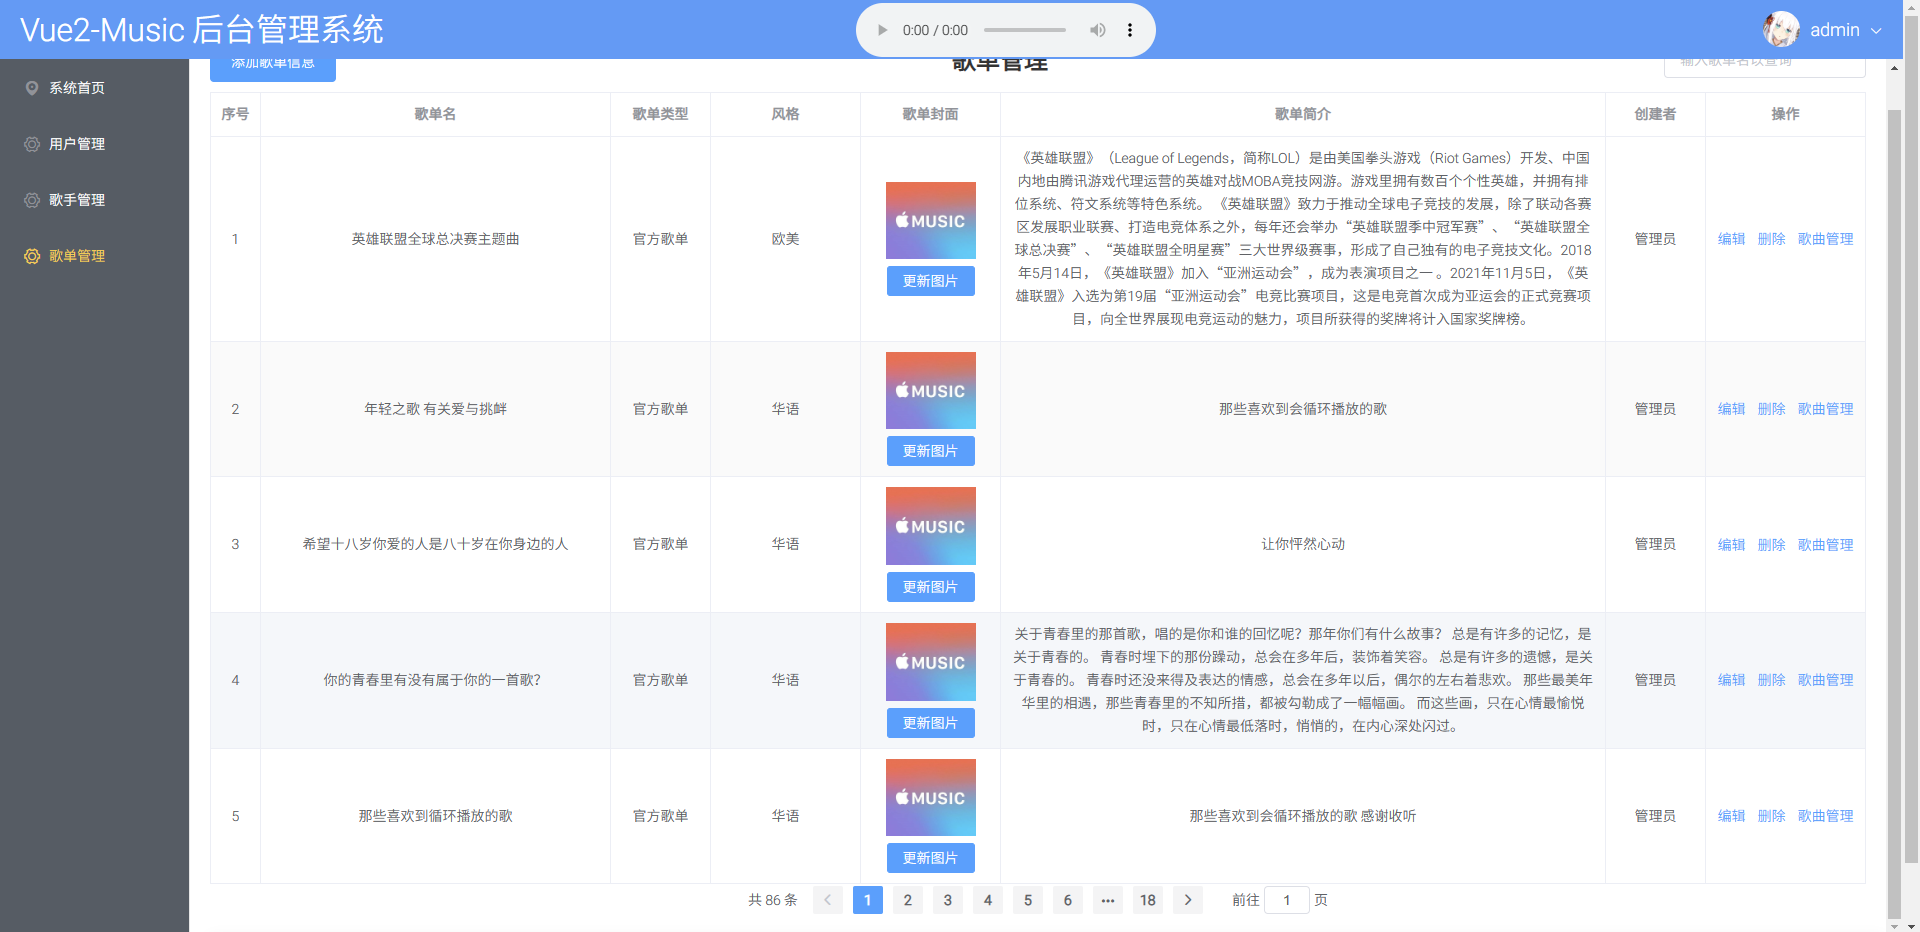 Vue2-Music 后台管理系统
0:00 / 0:00
admin
系统首页
用户管理
歌手管理
歌单管理
添加歌单信息
歌单管理
输入歌单名以查询
序号 歌单名 歌单类型 风格 歌单封面 歌单简介 创建者 操作
1 英雄联盟全球总决赛主题曲 官方歌单 欧美
MUSIC
更新图片
《英雄联盟》（League of Legends，简称LOL）是由美国拳头游戏（Riot Games）开发、中国
内地由腾讯游戏代理运营的英雄对战MOBA竞技网游。游戏里拥有数百个个性英雄，并拥有排
位系统、符文系统等特色系统。 《英雄联盟》致力于推动全球电子竞技的发展，除了联动各赛
区发展职业联赛、打造电竞体系之外，每年还会举办“英雄联盟季中冠军赛”、“英雄联盟全
球总决赛”、“英雄联盟全明星赛”三大世界级赛事，形成了自己独有的电子竞技文化。2018
年5月14日，《英雄联盟》加入“亚洲运动会”，成为表演项目之一 。2021年11月5日，《英
雄联盟》入选为第19届“亚洲运动会”电竞比赛项目，这是电竞首次成为亚运会的正式竞赛项
目，向全世界展现电竞运动的魅力，项目所获得的奖牌将计入国家奖牌榜。
管理员 编辑 删除 歌曲管理
2 年轻之歌 有关爱与挑衅 官方歌单 华语
MUSIC
更新图片
那些喜欢到会循环播放的歌
管理员 编辑 删除 歌曲管理
3 希望十八岁你爱的人是八十岁在你身边的人 官方歌单 华语
MUSIC
更新图片
让你怦然心动
管理员 编辑 删除 歌曲管理
4 你的青春里有没有属于你的一首歌？ 官方歌单 华语
MUSIC
更新图片
关于青春里的那首歌，唱的是你和谁的回忆呢？那年你们有什么故事？ 总是有许多的记忆，是
关于青春的。 青春时埋下的那份躁动，总会在多年后，装饰着笑容。 总是有许多的遗憾，是关
于青春的。 青春时还没来得及表达的情感，总会在多年以后，偶尔的左右着悲欢。 那些最美年
华里的相遇，那些青春里的不知所措，都被勾勒成了一幅幅画。 而这些画，只在心情最愉悦
时，只在心情最低落时，悄悄的，在内心深处闪过。
管理员 编辑 删除 歌曲管理
5 那些喜欢到循环播放的歌 官方歌单 华语
MUSIC
更新图片
那些喜欢到会循环播放的歌 感谢收听
管理员 编辑 删除 歌曲管理
共 86 条 1 2 3 4 5 6 ••• 18 前往 1 页